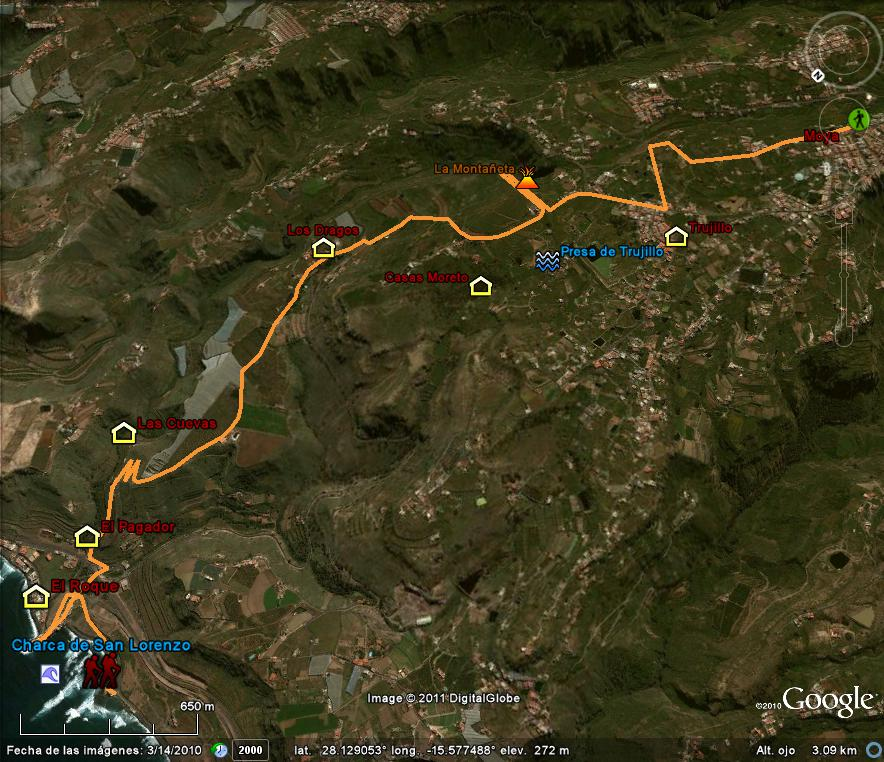 N
Moya
La Montañeta
Los Dragos
Trujillo
Presa de Trujillo
Casas Moreto
Las Cuevas
El Pagador
El Roque
Charca de San Lorenzo
650 m
Image © 2011 DigitalGlobe
©2010 Google
Fecha de las imágenes: 3/14/2010 2000 lat. 28.129053° long. -15.577488° elev. 272 m Alt. ojo 3.09 km